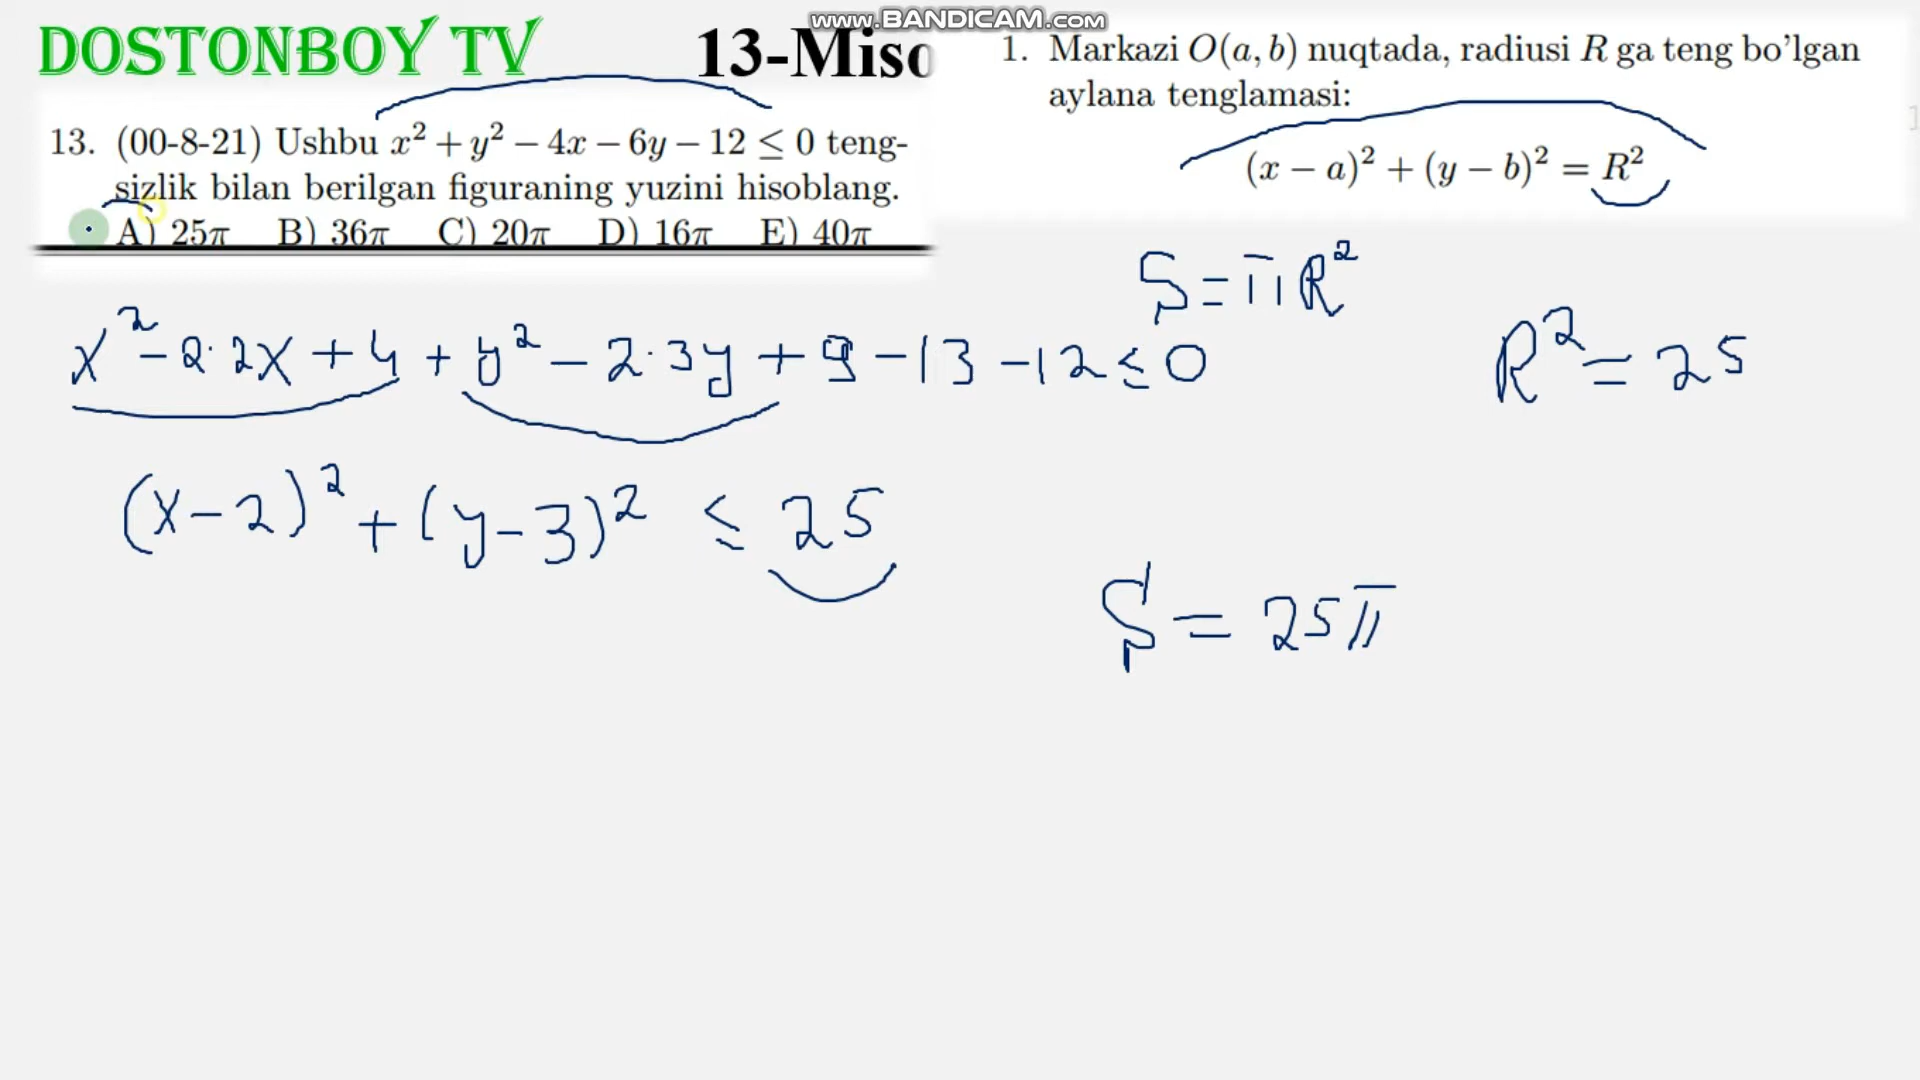 www.BANDICAM.com
DOSTONBOY TV
13-Miso
13. (00-8-21) Ushbu x² + y² − 4x − 6y − 12 ≤ 0 teng-
sizlik bilan berilgan figuraning yuzini hisoblang.
A) 25π B) 36π C) 20π D) 16π E) 40π
1. Markazi O(a, b) nuqtada, radiusi R ga teng bo’lgan
aylana tenglamasi:
(x − a)² + (y − b)² = R²
S = πR²
x² − 2·2x + 4 + y² − 2·3y + 9 − 13 − 12 ≤ 0
R² = 25
(x − 2)² + (y − 3)² ≤ 25
S = 25π